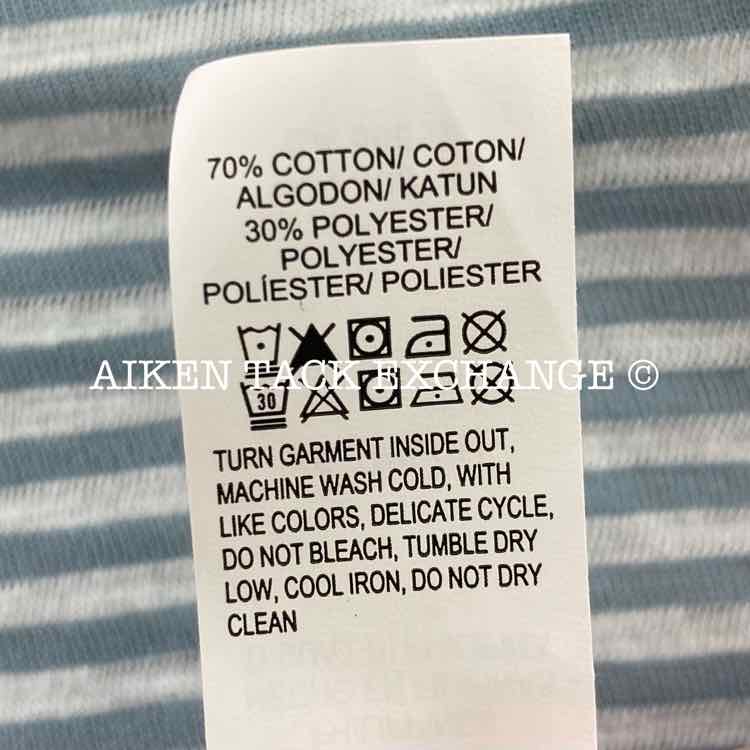 70% COTTON/ COTON/
ALGODON/ KATUN
30% POLYESTER/
POLYESTER/
POLÍESTER/ POLIESTER
AIKEN TACK EXCHANGE ©
30
TURN GARMENT INSIDE OUT,
MACHINE WASH COLD, WITH
LIKE COLORS, DELICATE CYCLE,
DO NOT BLEACH, TUMBLE DRY
LOW, COOL IRON, DO NOT DRY
CLEAN